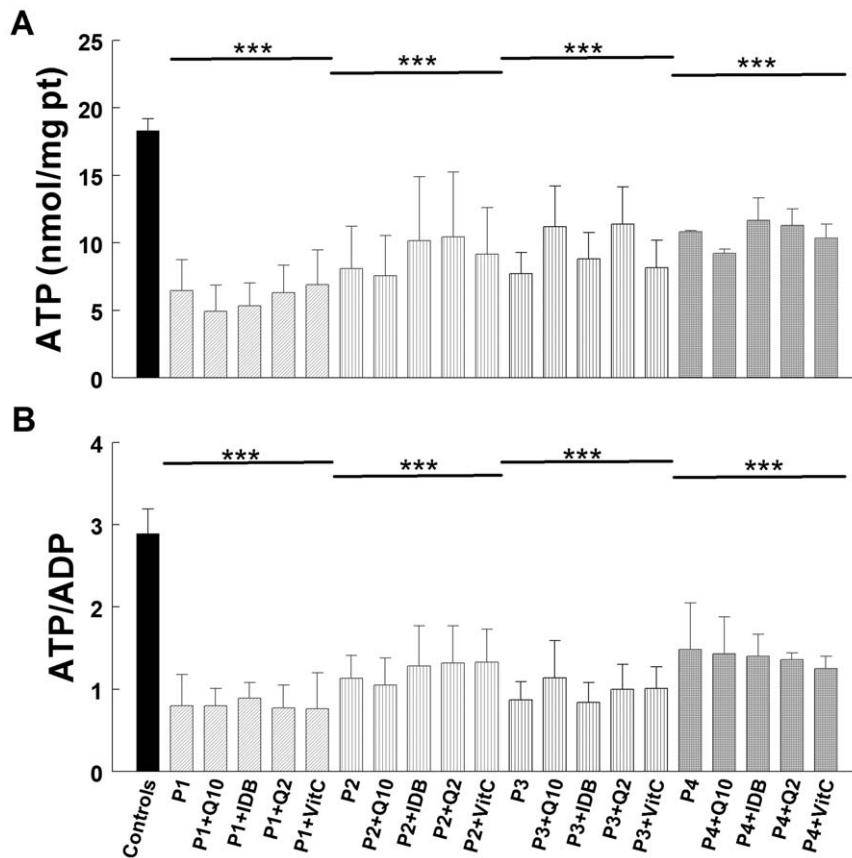 A
ATP (nmol/mg pt)
25
20
15
10
5
0
***
***
***
***
B
ATP/ADP
4
3
2
1
0
***
***
***
***
Controls
P1
P1+Q10
P1+IDB
P1+Q2
P1+VitC
P2
P2+Q10
P2+IDB
P2+Q2
P2+VitC
P3
P3+Q10
P3+IDB
P3+Q2
P3+VitC
P4
P4+Q10
P4+IDB
P4+Q2
P4+VitC